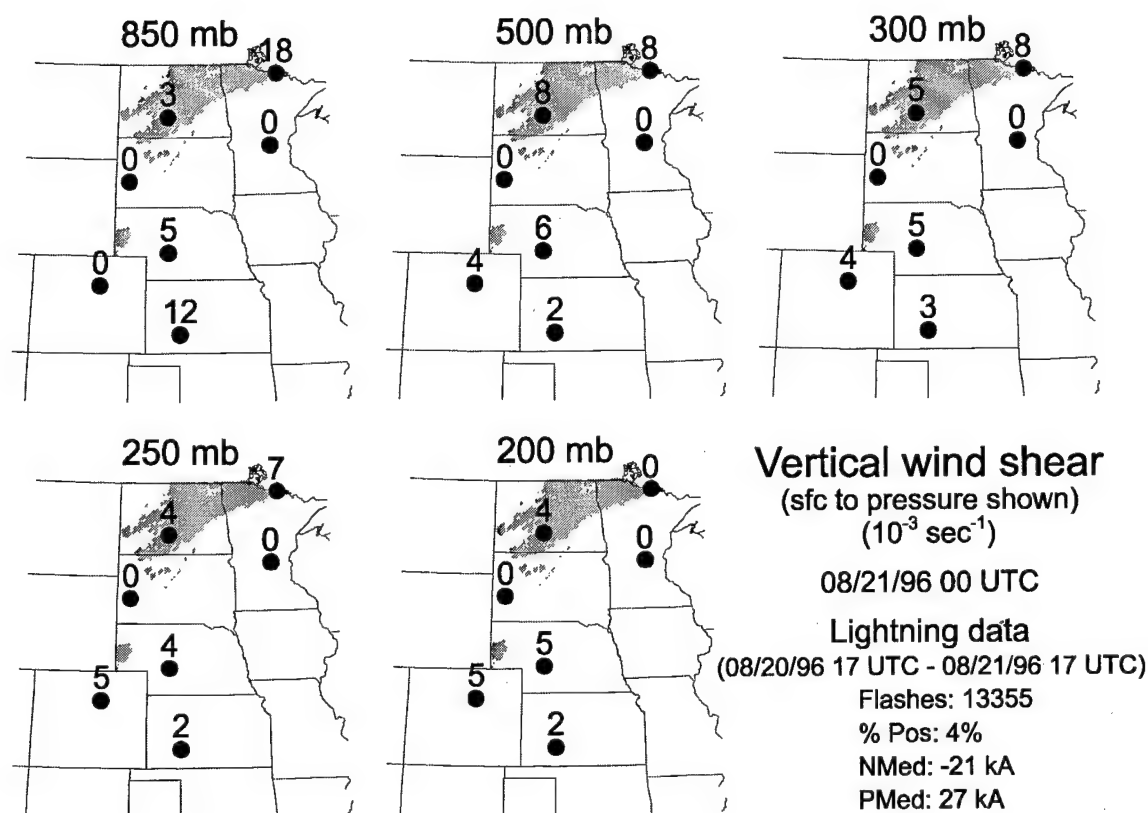 850 mb
18
3
0
0
5
0
12
500 mb
8
8
0
0
6
4
2
300 mb
8
5
0
0
5
4
3
250 mb
7
4
0
0
4
5
2
200 mb
0
4
0
0
5
5
2
Vertical wind shear
(sfc to pressure shown)
(10⁻³ sec⁻¹)
08/21/96 00 UTC
Lightning data
(08/20/96 17 UTC - 08/21/96 17 UTC)
Flashes: 13355
% Pos: 4%
NMed: -21 kA
PMed: 27 kA